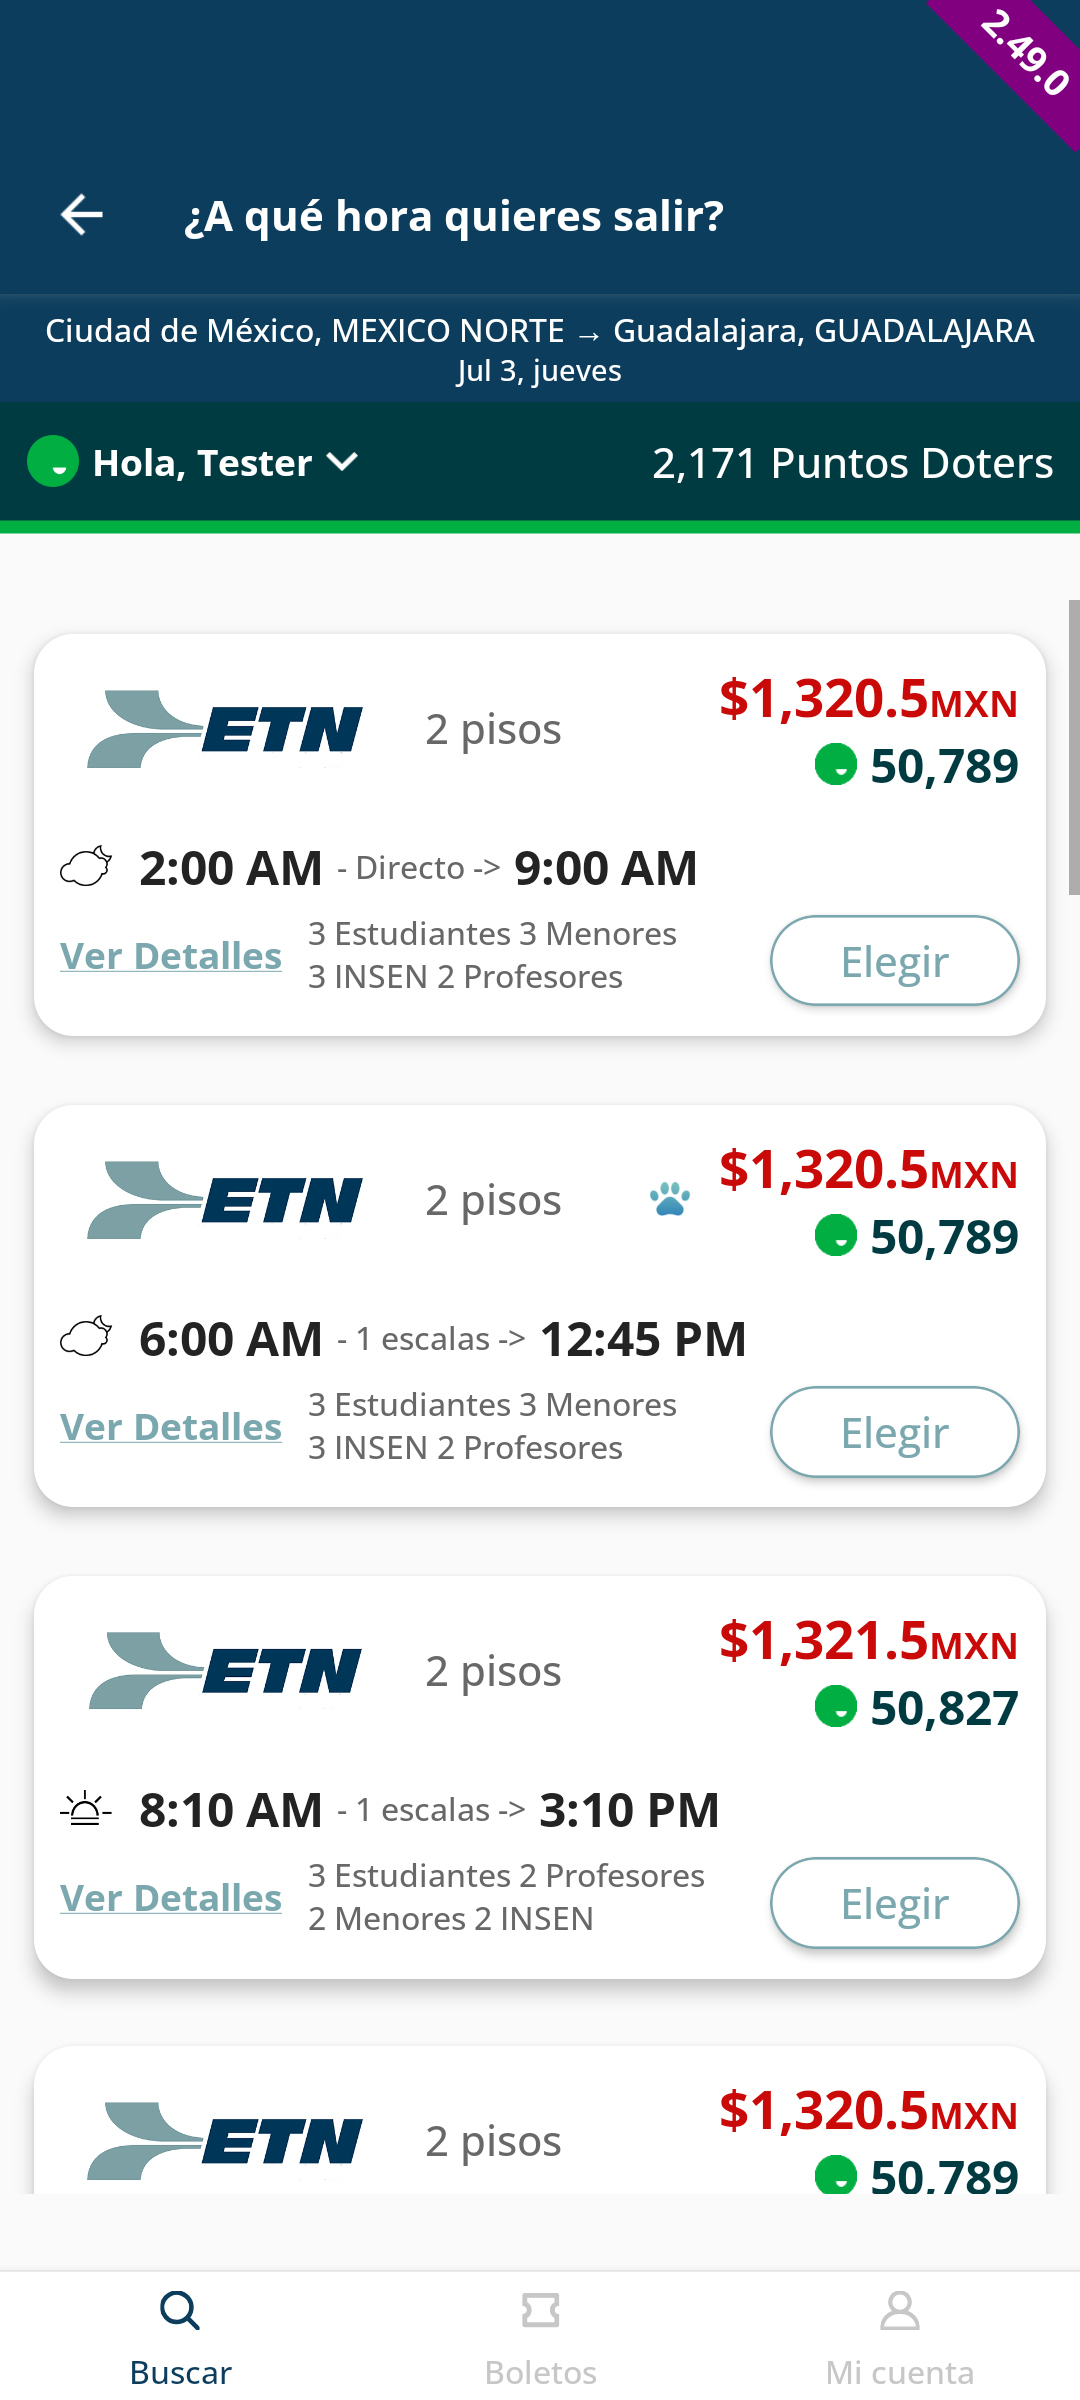 2.49.0
¿A qué hora quieres salir?
Ciudad de México, MEXICO NORTE → Guadalajara, GUADALAJARA
Jul 3, jueves
Hola, Tester
2,171 Puntos Doters
ETN
2 pisos
$1,320.5MXN
50,789
2:00 AM - Directo -> 9:00 AM
Ver Detalles
3 Estudiantes 3 Menores
3 INSEN 2 Profesores
Elegir
ETN
2 pisos
$1,320.5MXN
50,789
6:00 AM - 1 escalas -> 12:45 PM
Ver Detalles
3 Estudiantes 3 Menores
3 INSEN 2 Profesores
Elegir
ETN
2 pisos
$1,321.5MXN
50,827
8:10 AM - 1 escalas -> 3:10 PM
Ver Detalles
3 Estudiantes 2 Profesores
2 Menores 2 INSEN
Elegir
ETN
2 pisos
$1,320.5MXN
50,789
Buscar
Boletos
Mi cuenta